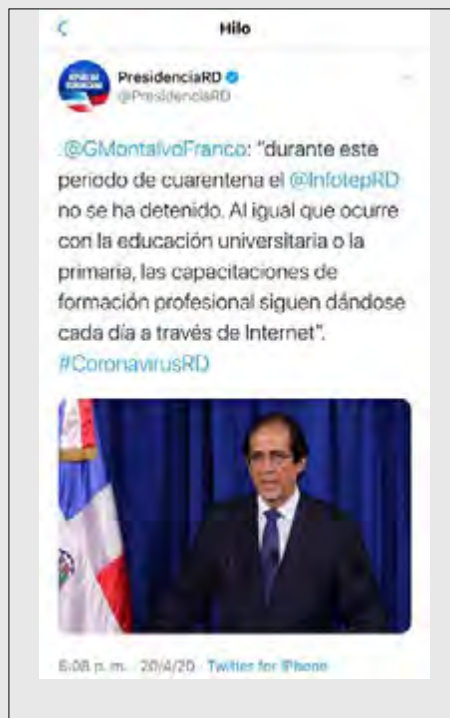 Hilo
PresidenciaRD
@PresidenciaRD
.@GMontalvoFranco: "durante este
periodo de cuarentena el @InfotepRD
no se ha detenido. Al igual que ocurre
con la educación universitaria o la
primaria, las capacitaciones de
formación profesional siguen dándose
cada día a través de Internet".
#CoronavirusRD
6:08 p. m. 20/4/20 Twitter for iPhone